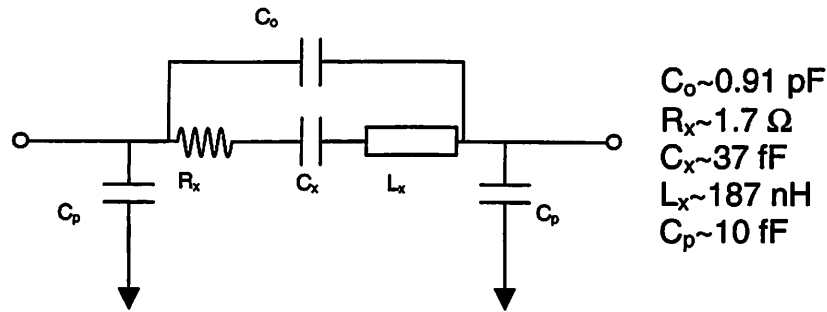 Cₒ
Rₓ
Cₓ
Lₓ
Cₚ
Cₚ
Cₒ~0.91 pF
Rₓ~1.7 Ω
Cₓ~37 fF
Lₓ~187 nH
Cₚ~10 fF